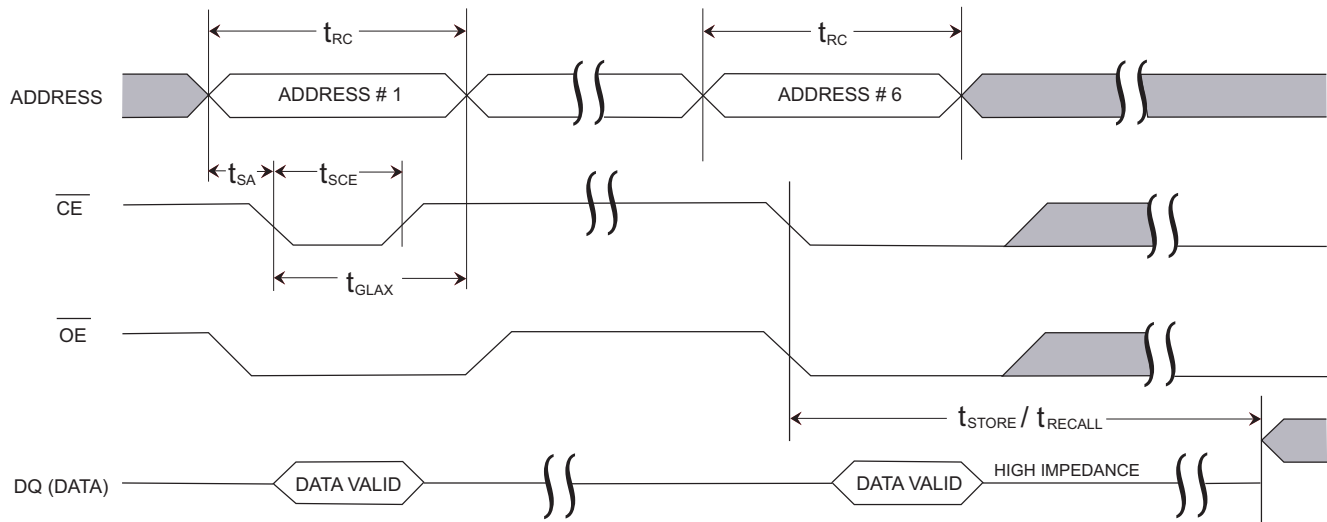 tRC tRC
ADDRESS ADDRESS # 1 ADDRESS # 6
tSA tSCE
CE
tGLAX
OE
tSTORE / tRECALL
DQ (DATA) DATA VALID DATA VALID HIGH IMPEDANCE